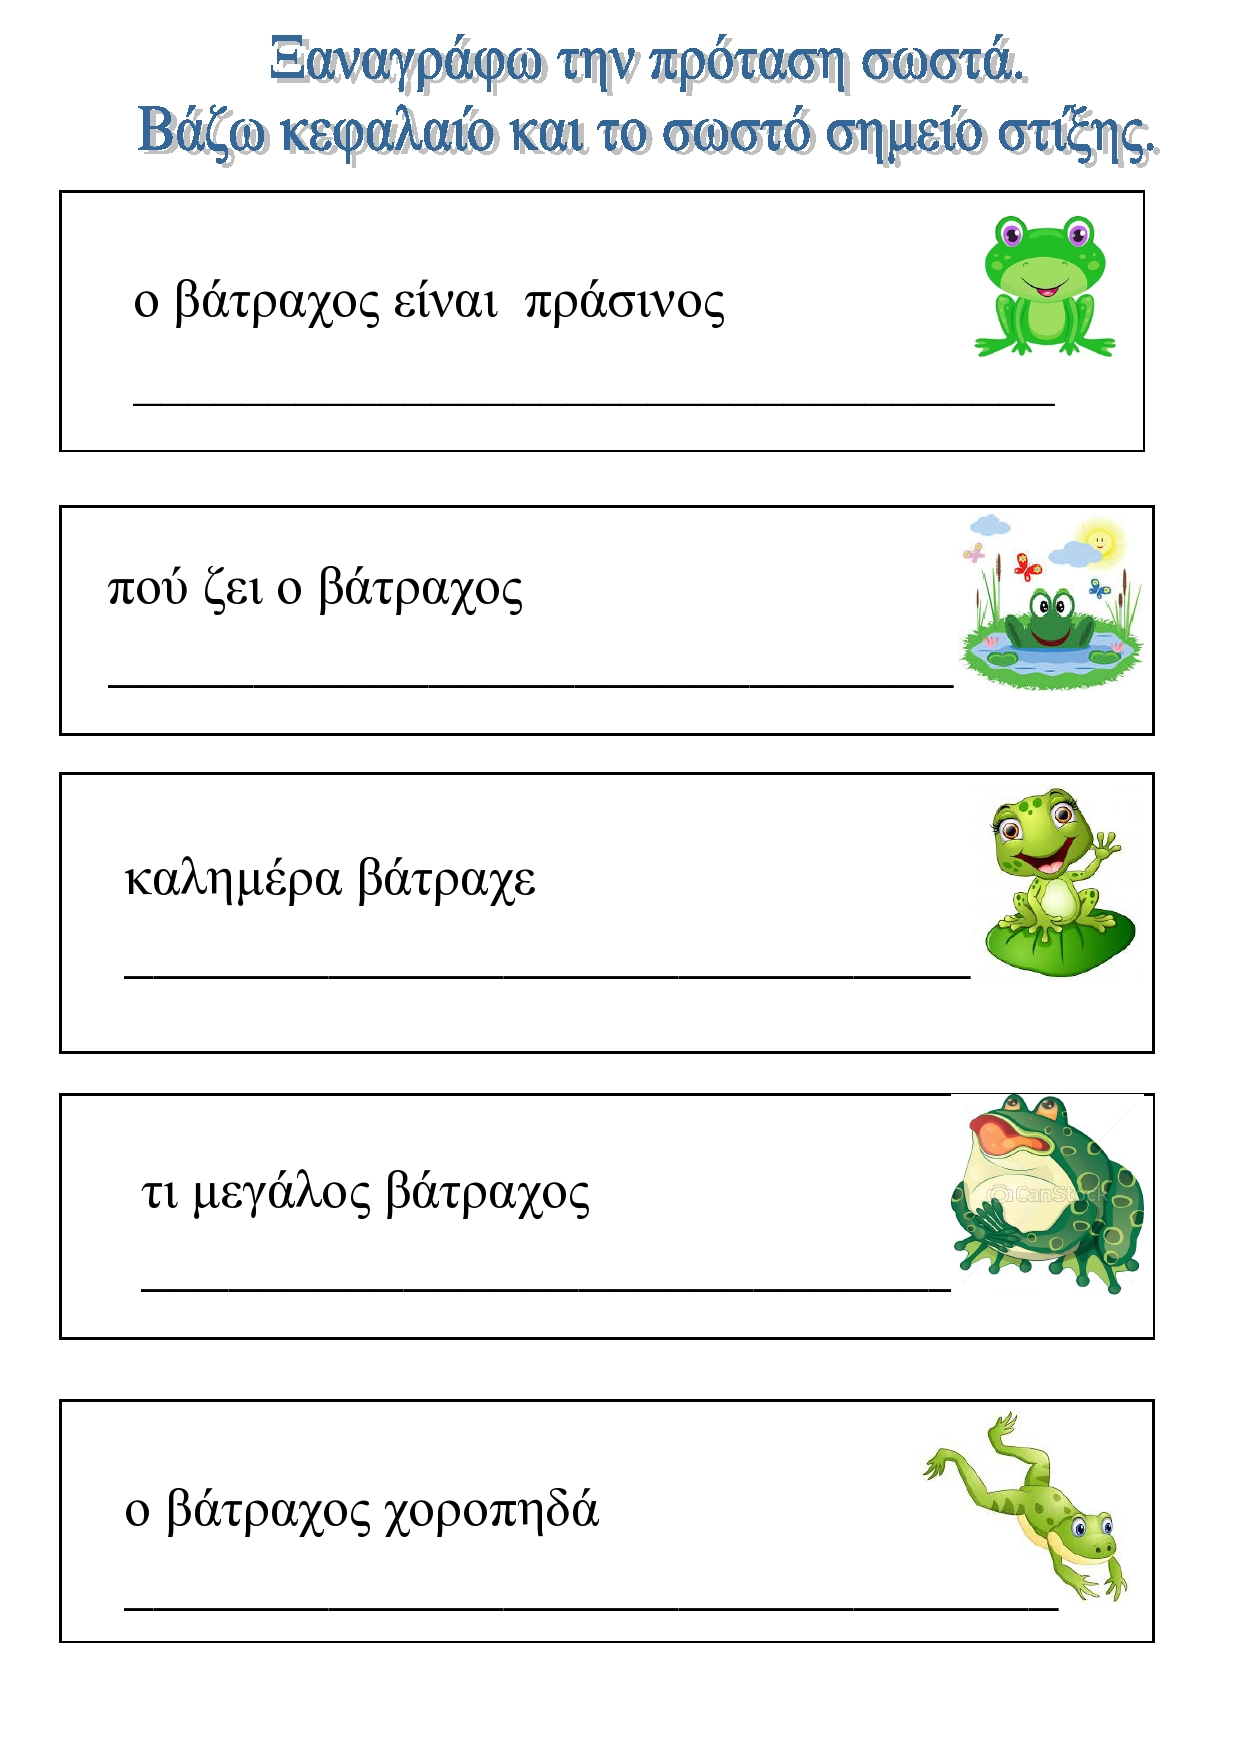 Ξαναγράφω την πρόταση σωστά.
Βάζω κεφαλαίο και το σωστό σημείο στίξης.
ο βάτραχος είναι πράσινος
πού ζει ο βάτραχος
καλημέρα βάτραχε
τι μεγάλος βάτραχος
CanStock
ο βάτραχος χοροπηδά